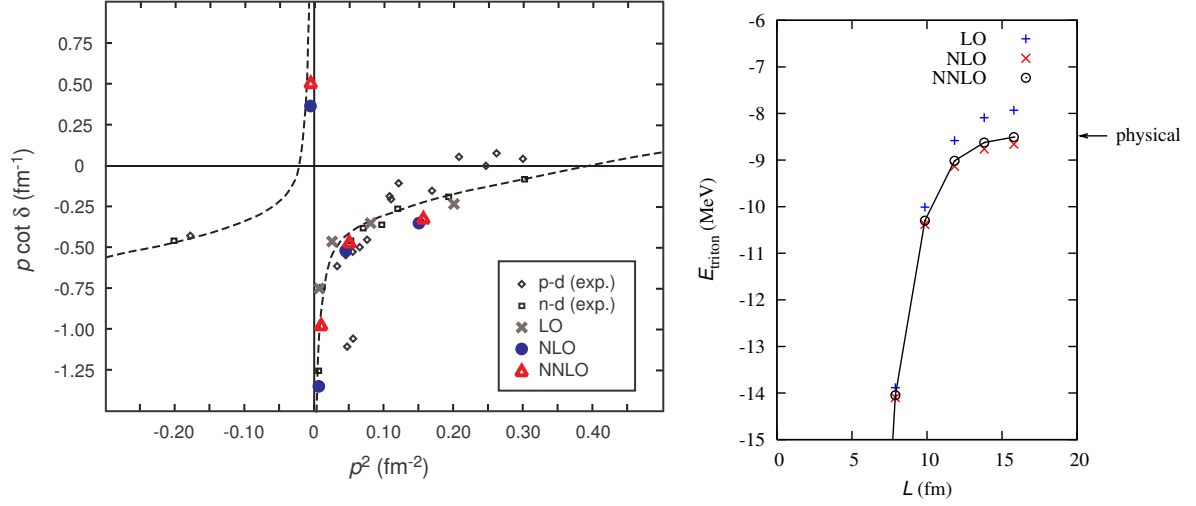 0.75
0.50
0.25
0
-0.25
-0.50
-0.75
-1.00
-1.25
p cot δ (fm-1)
-0.20
-0.10
0
0.10
0.20
0.30
0.40
p2 (fm-2)
p-d (exp.)
n-d (exp.)
LO
NLO
NNLO
-6
-7
-8
-9
-10
-11
-12
-13
-14
-15
Etriton (MeV)
0
5
10
15
20
L (fm)
LO
NLO
NNLO
physical